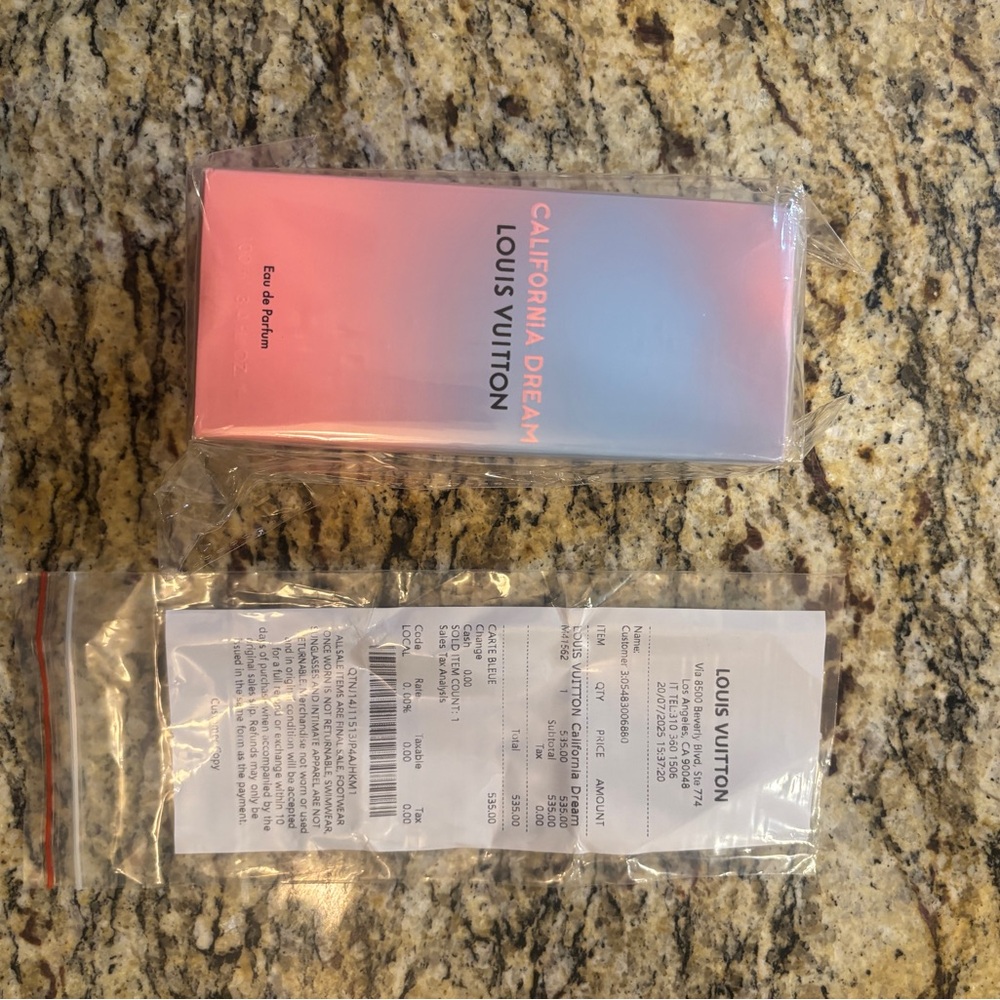 CALIFORNIA DREAM
LOUIS VUITTON
Eau de Parfum
LOUIS VUITTON
Via 8500 Beverly Blvd, Ste 774
Los Angeles, CA 90048
IT TEL:310 360 1506
20/07/2025 15:37:20
Name:
Customer 3:05483006880
ITEM QTY PRICE AMOUNT
LOUIS VUITTON California Dream
M41562 1 535.00 535.00
Subtotal 535.00
Tax 0.00
Total 535.00
CARTE BLEUE 535.00
Change
Cash 0.00
SOLD ITEM COUNT: 1
Sales Tax Analysis
Code Rate Taxable Tax
LOCAL 0.00% 0.00 0.00
QTNJ14J11513JP4AJHKM1
ALL SALE ITEMS ARE FINAL SALE, FOOTWEAR
ONCE WORN IS NOT RETURNABLE, SWIMWEAR,
SUNGLASSES AND INTIMATE APPAREL ARE NOT
RETURNABLE. Merchandise not worn or used
and in origin condition will be accepted
for a full refund or exchange within 10
days of purchase when accompanied by the
original sales up. Refunds may only be
issued in the same form as the payment.
Customer Copy